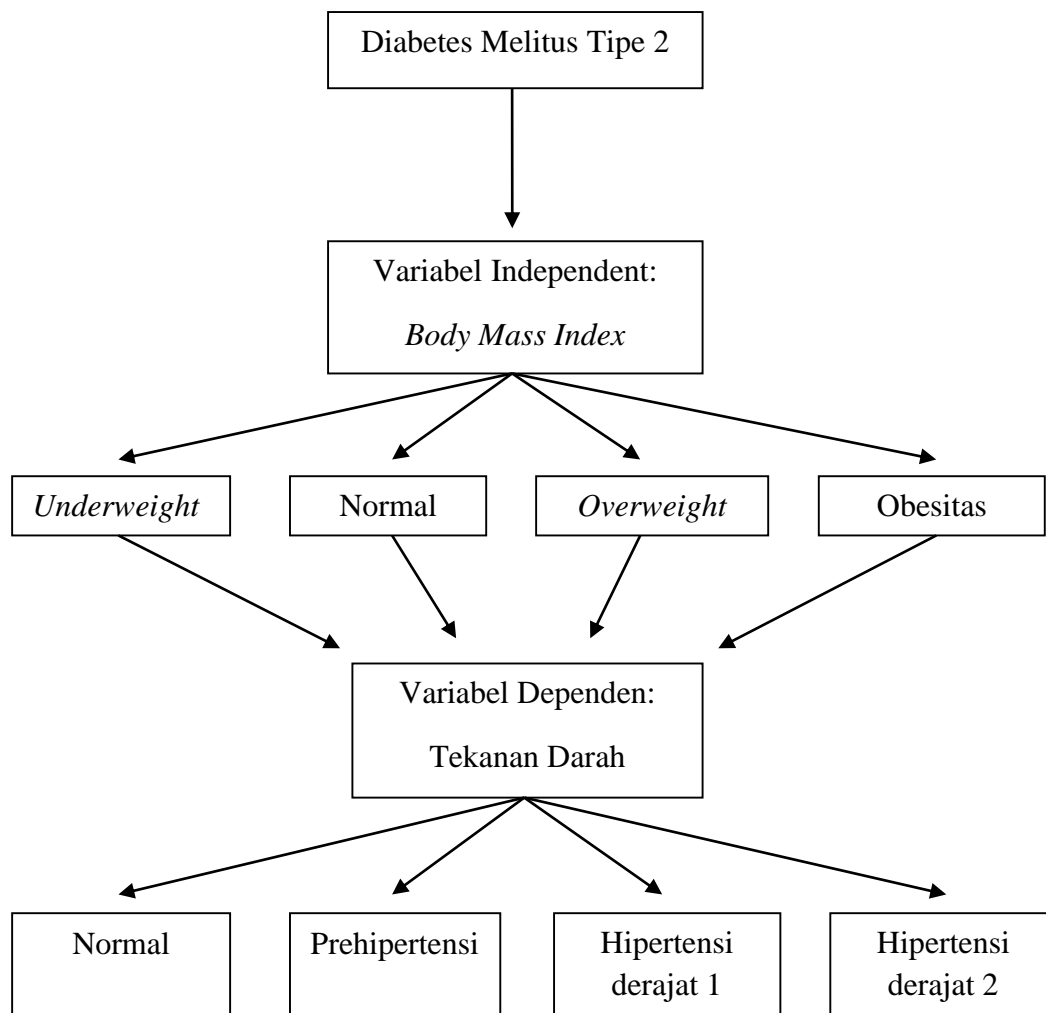 Diabetes Melitus Tipe 2
Variabel Independent:
Body Mass Index
Underweight
Normal
Overweight
Obesitas
Variabel Dependen:
Tekanan Darah
Normal
Prehipertensi
Hipertensi
derajat 1
Hipertensi
derajat 2